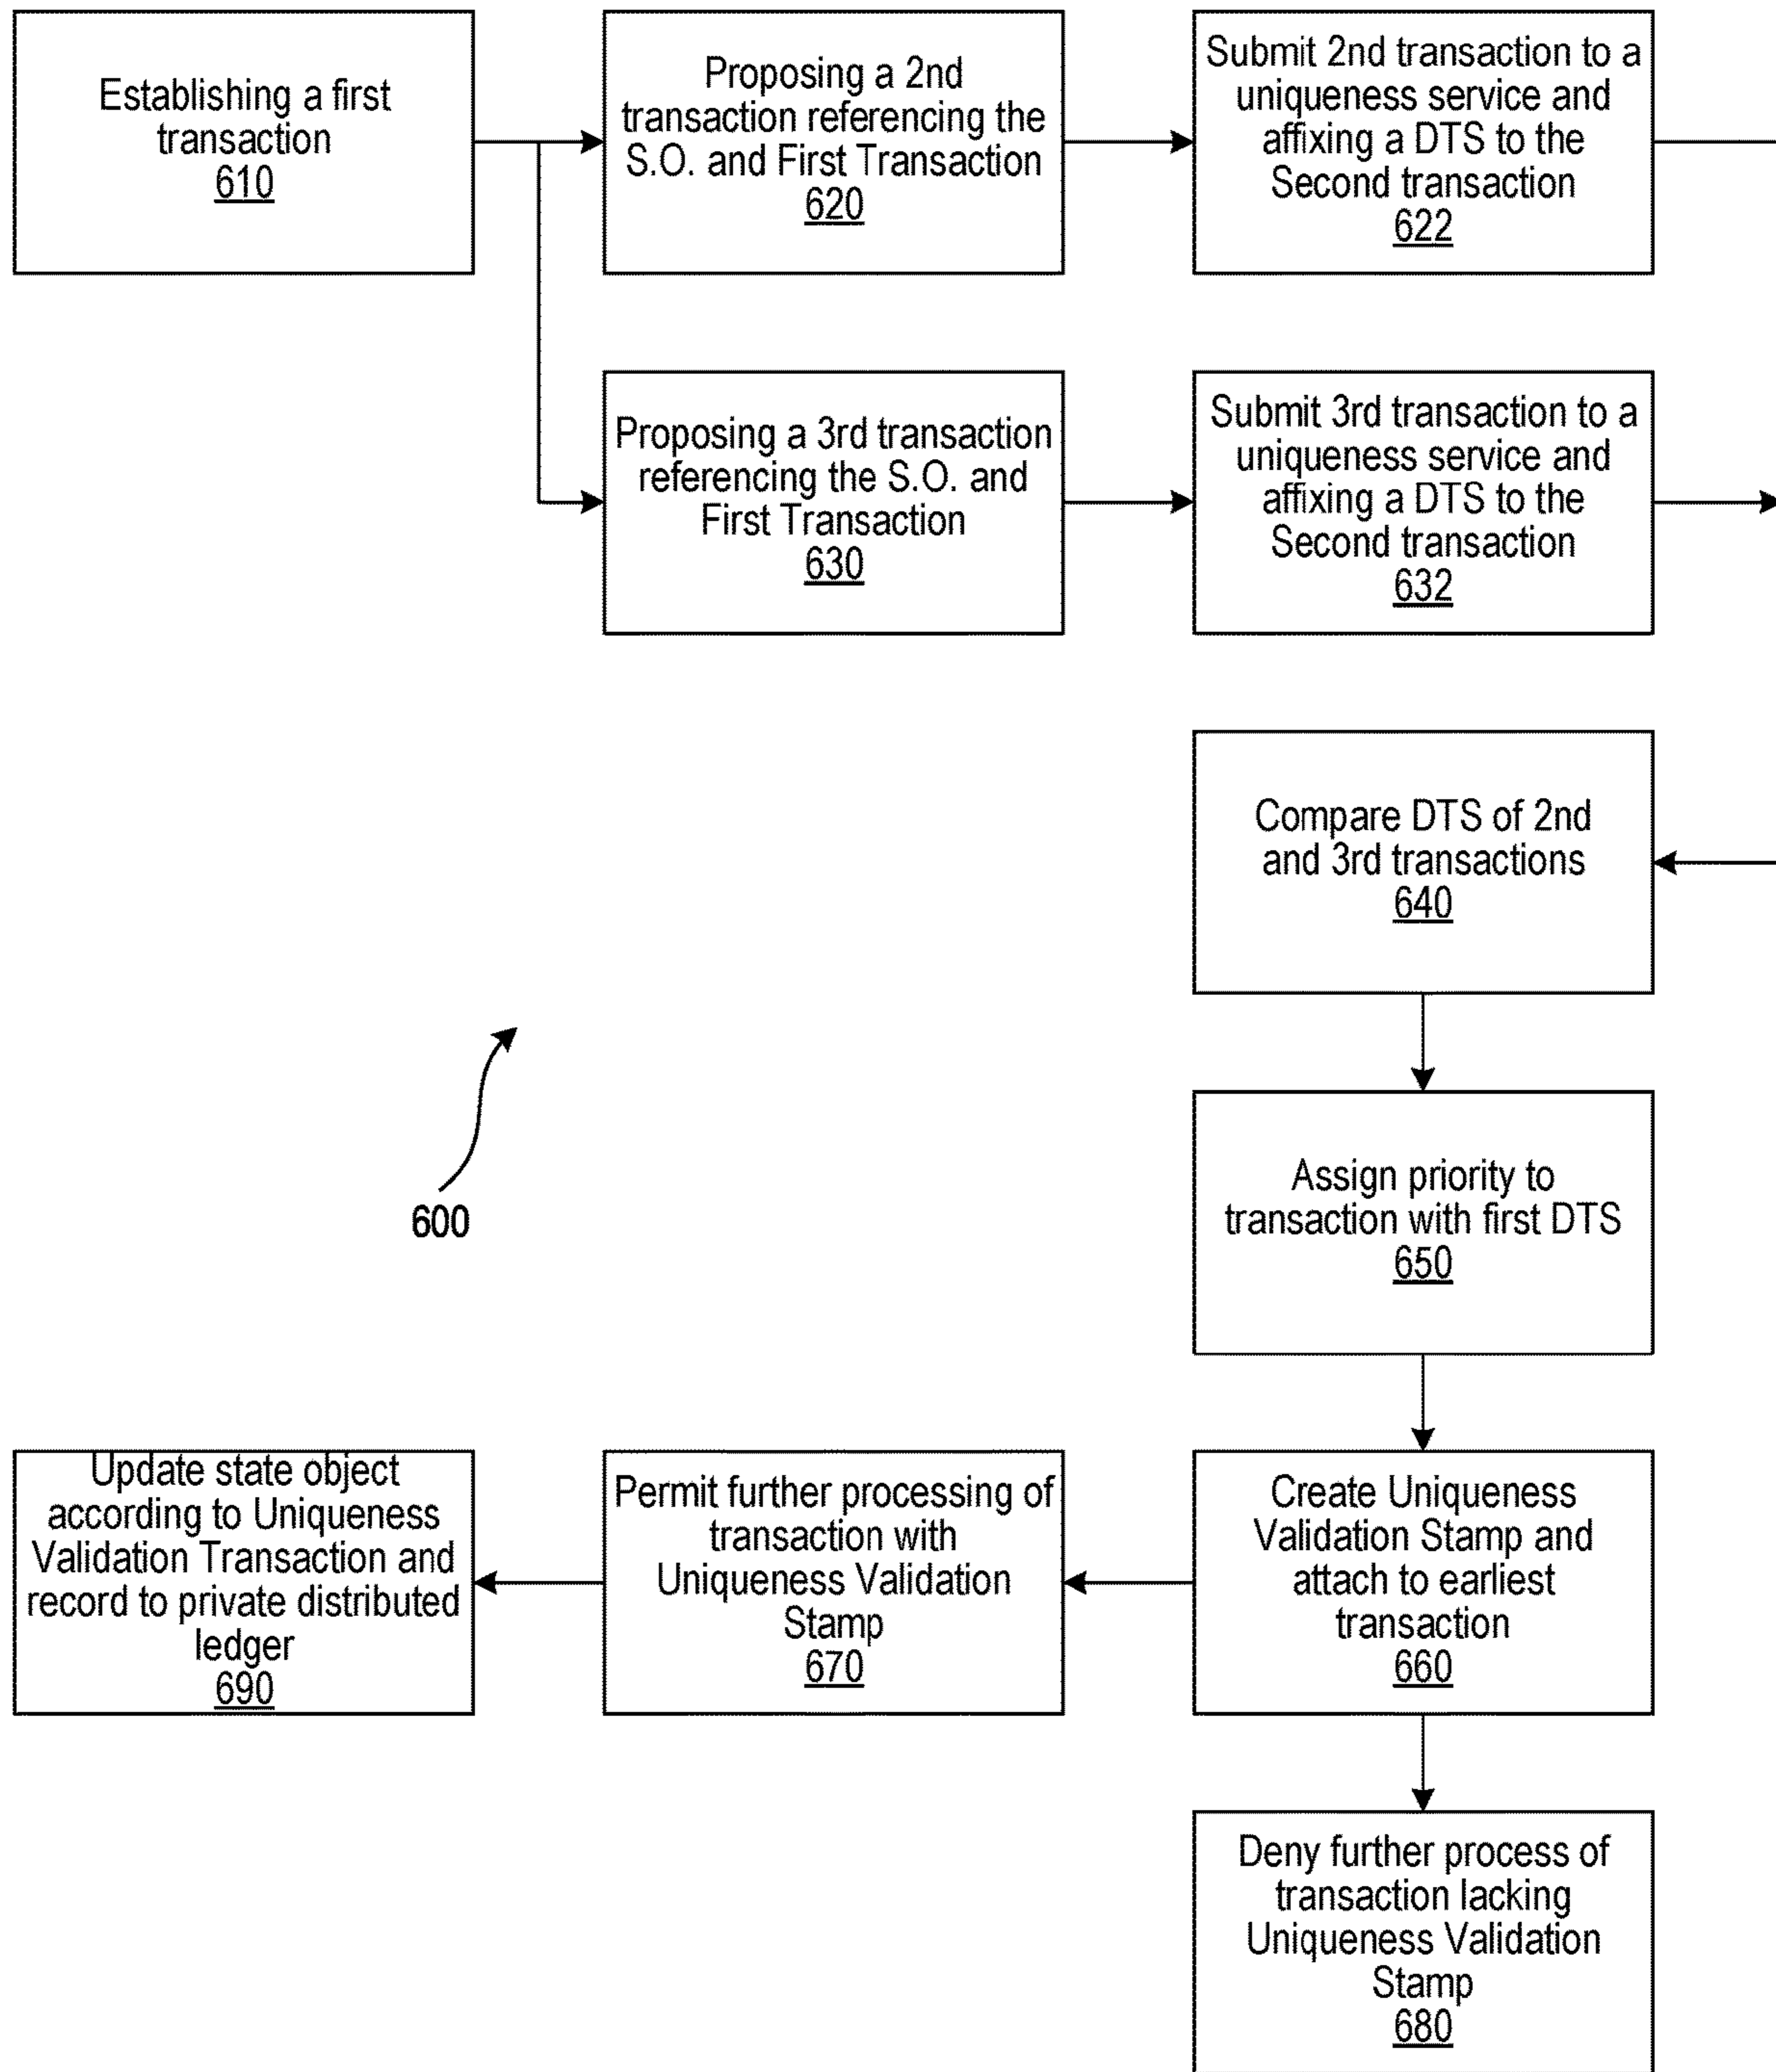 Establishing a first
transaction
610
Proposing a 2nd
transaction referencing the
S.O. and First Transaction
620
Submit 2nd transaction to a
uniqueness service and
affixing a DTS to the
Second transaction
622
Proposing a 3rd transaction
referencing the S.O. and
First Transaction
630
Submit 3rd transaction to a
uniqueness service and
affixing a DTS to the
Second transaction
632
Compare DTS of 2nd
and 3rd transactions
640
600
Assign priority to
transaction with first DTS
650
Create Uniqueness
Validation Stamp and
attach to earliest
transaction
660
Permit further processing of
transaction with
Uniqueness Validation
Stamp
670
Update state object
according to Uniqueness
Validation Transaction and
record to private distributed
ledger
690
Deny further process of
transaction lacking
Uniqueness Validation
Stamp
680